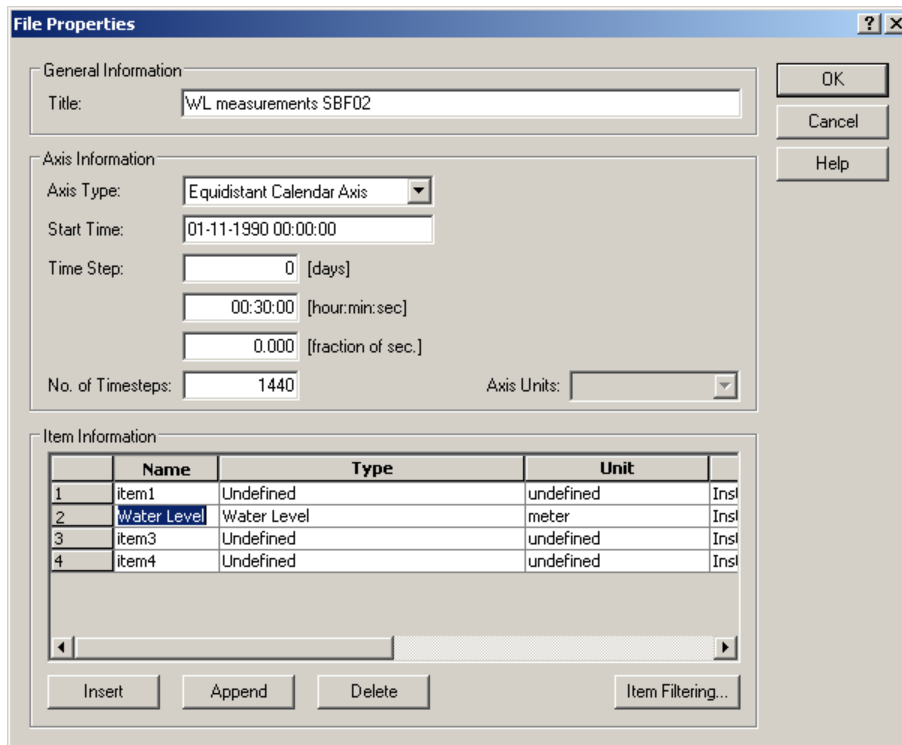 File Properties
General Information
Title: WL measurements SBF02
OK
Cancel
Help
Axis Information
Axis Type: Equidistant Calendar Axis
Start Time: 01-11-1990 00:00:00
Time Step: 0 [days]
00:30:00 [hour:min:sec]
0.000 [fraction of sec.]
No. of Timesteps: 1440 Axis Units:
Item Information
Name Type Unit
1 item1 Undefined undefined
2 Water Level Water Level meter
3 item3 Undefined undefined
4 item4 Undefined undefined
Insert Append Delete Item Filtering...